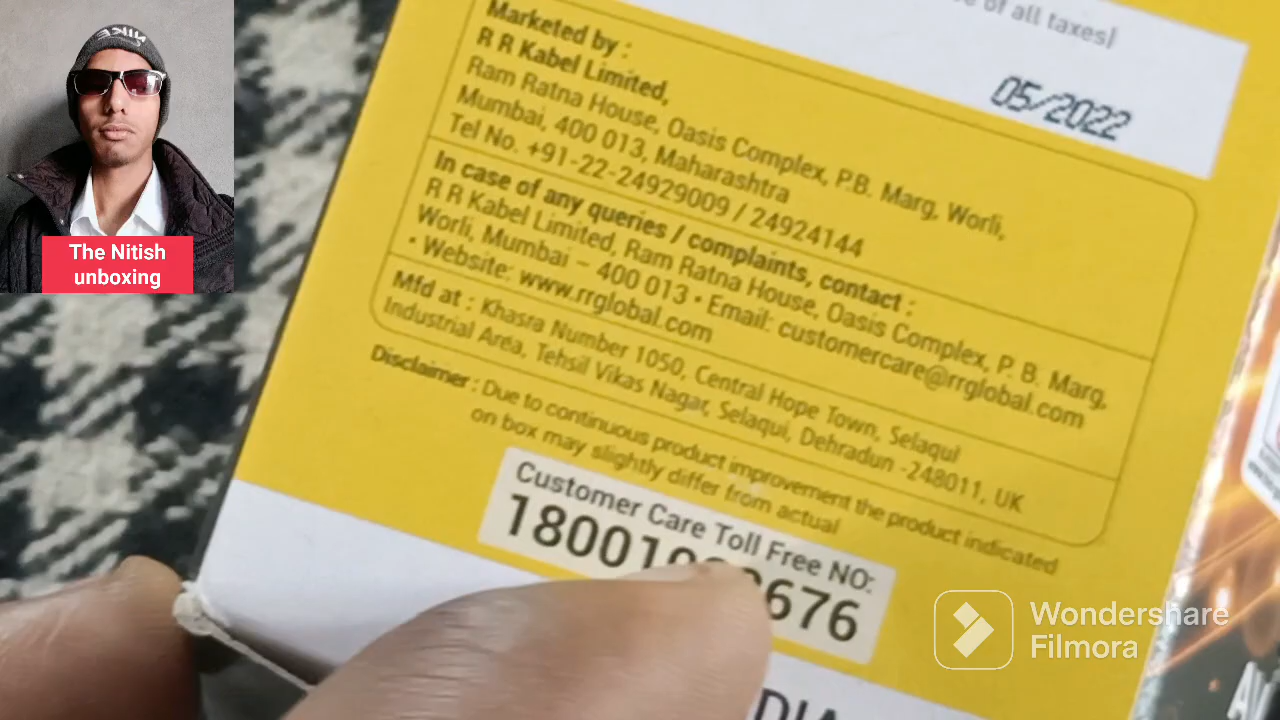 The Nitish
unboxing
of all taxes)
05/2022
Marketed by :
R R Kabel Limited,
Ram Ratna House, Oasis Complex, P.B. Marg, Worli,
Mumbai, 400 013, Maharashtra
Tel No. +91-22-24929009 / 24924144
In case of any queries / complaints, contact :
R R Kabel Limited, Ram Ratna House, Oasis Complex, P. B. Marg,
Worli, Mumbai – 400 013 • Email: customercare@rrglobal.com
• Website: www.rrglobal.com
Mfd at : Khasra Number 1050, Central Hope Town, Selaqui
Industrial Area, Tehsil Vikas Nagar, Selaqui, Dehradun -248011, UK
Disclaimer : Due to continuous product improvement the product indicated
on box may slightly differ from actual
Customer Care Toll Free NO:
Wondershare
Filmora